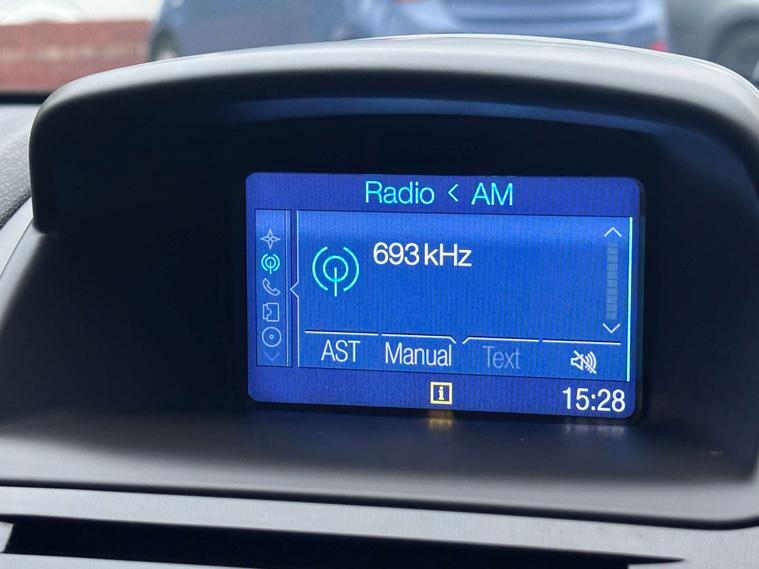 Radio < AM
693 kHz
AST Manual Text
i 15:28